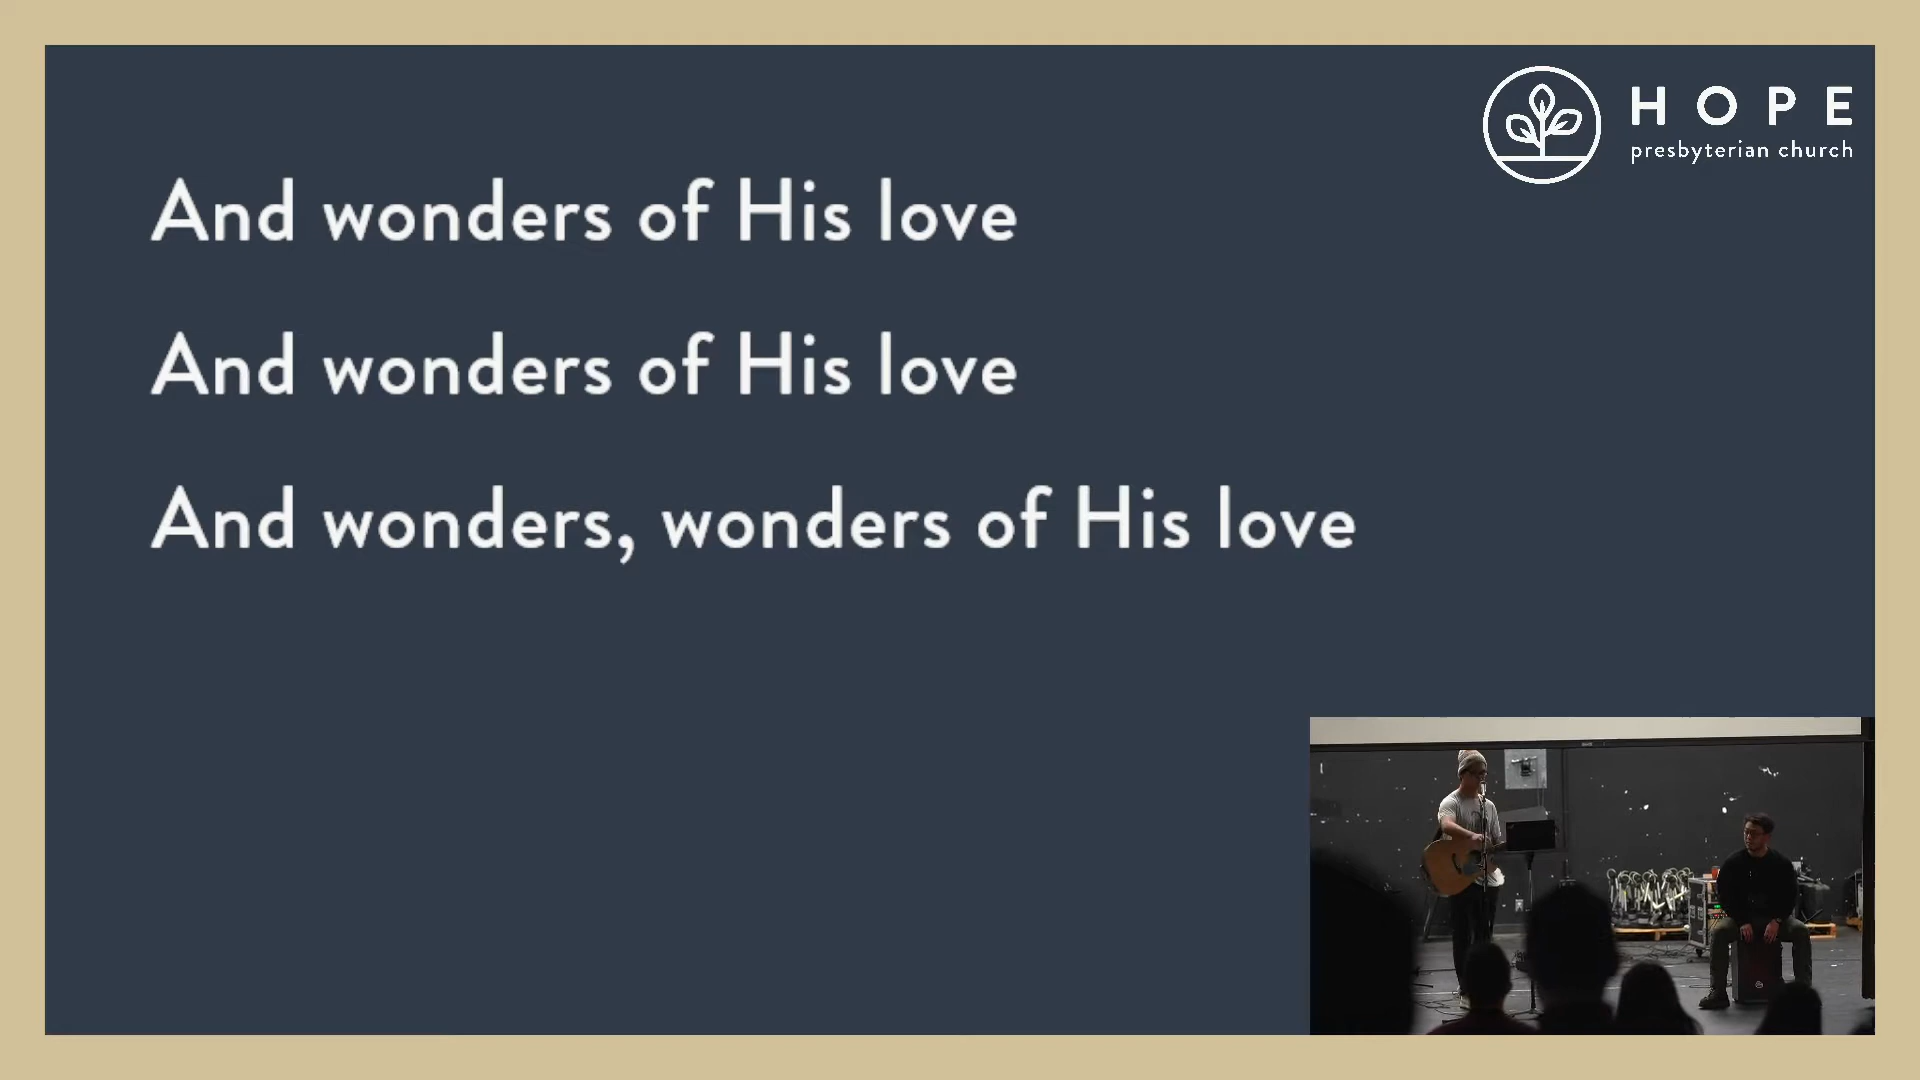 HOPE
presbyterian church
And wonders of His love
And wonders of His love
And wonders, wonders of His love